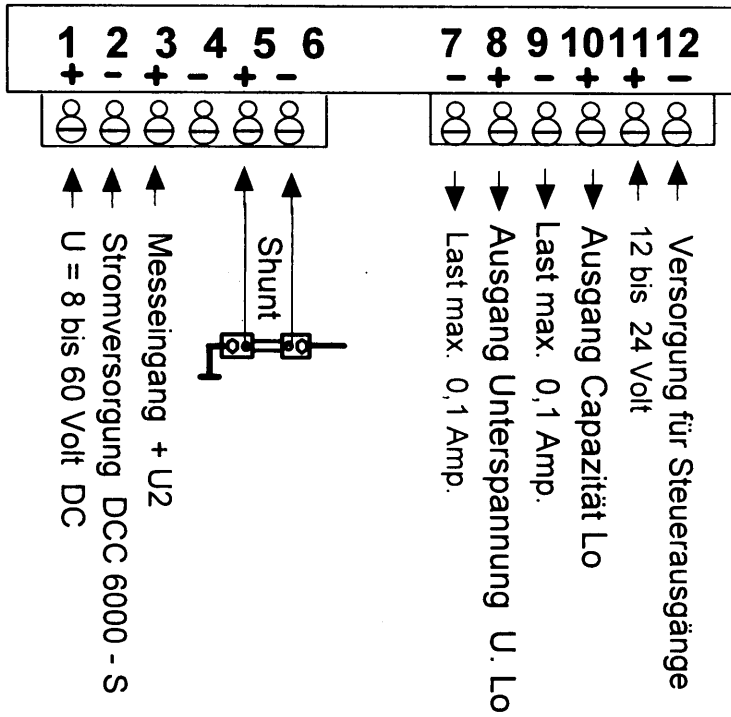 1 2 3 4 5 6
+ - + - + -
7 8 9 10 11 12
- + - + + -
U = 8 bis 60 Volt DC
Stromversorgung DCC 6000 - S
Messeingang + U2
Shunt
Last max. 0,1 Amp.
Ausgang Unterspannung U. Lo
Last max. 0,1 Amp.
Ausgang Capazität Lo
12 bis 24 Volt
Versorgung für Steuerausgänge